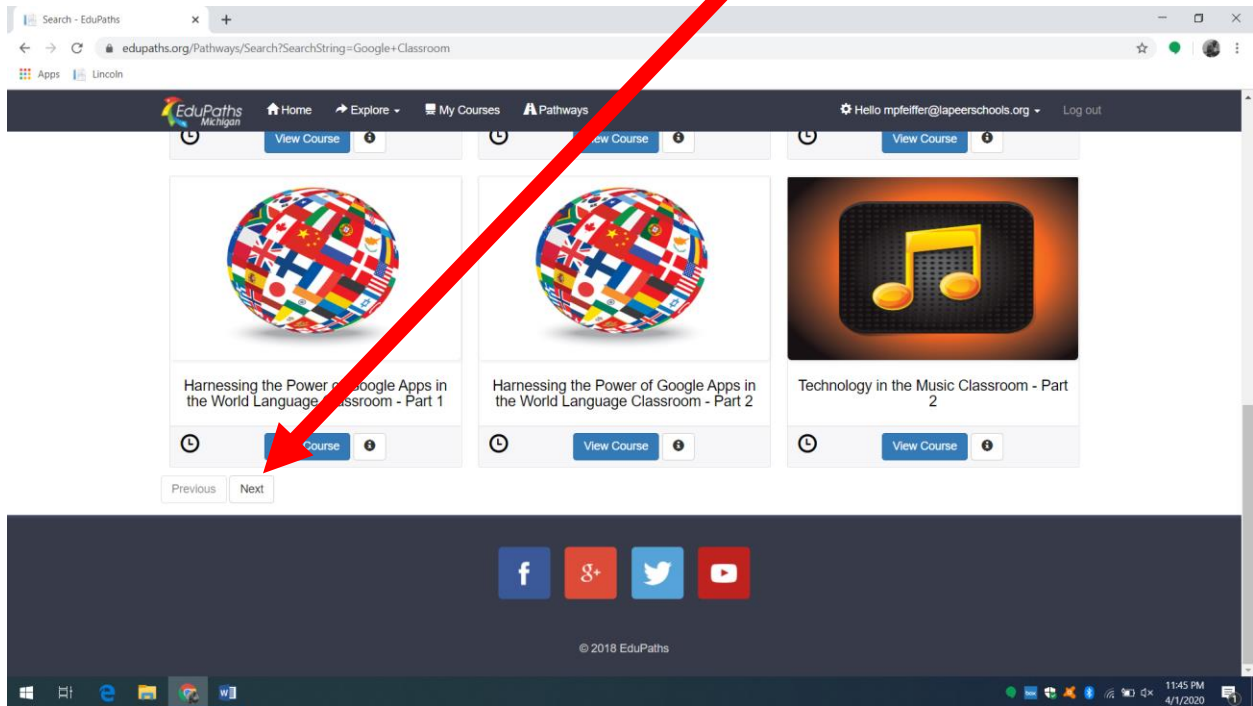 Search - EduPaths
edupaths.org/Pathways/Search?SearchString=Google+Classroom
Apps Lincoln
EduPaths Michigan Home Explore My Courses Pathways Hello mpfeiffer@lapeerschools.org Log out
View Course View Course View Course
Harnessing the Power of Google Apps in
the World Language Classroom - Part 1
Harnessing the Power of Google Apps in
the World Language Classroom - Part 2
Technology in the Music Classroom - Part
2
Course View Course View Course
Previous Next
f g+
© 2018 EduPaths
11:45 PM
4/1/2020